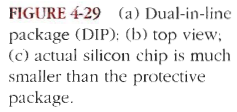 FIGURE 4-29 (a) Dual-in-line
package (DIP); (b) top view;
(c) actual silicon chip is much
smaller than the protective
package.